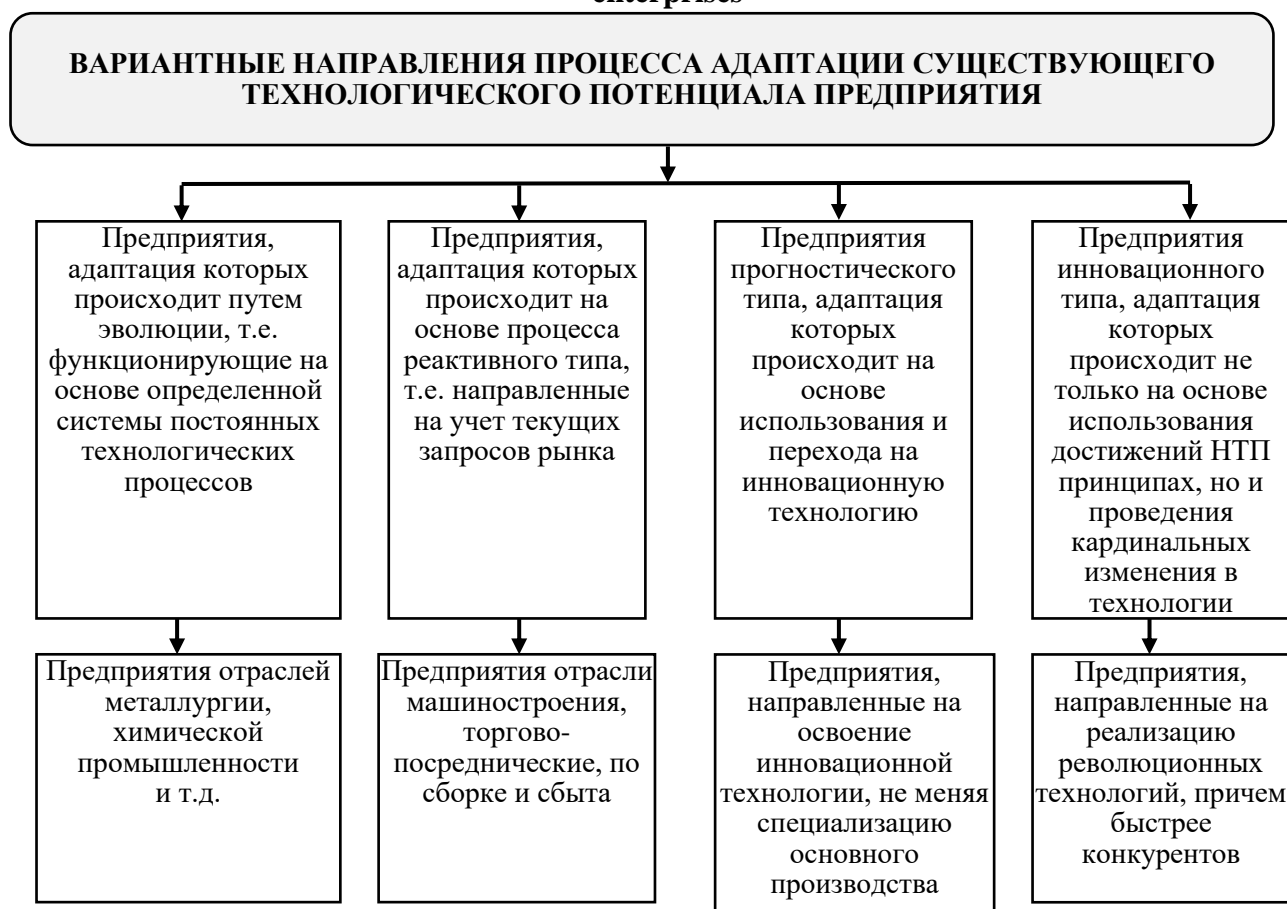 enterprises
ВАРИАНТНЫЕ НАПРАВЛЕНИЯ ПРОЦЕССА АДАПТАЦИИ СУЩЕСТВУЮЩЕГО
ТЕХНОЛОГИЧЕСКОГО ПОТЕНЦИАЛА ПРЕДПРИЯТИЯ
Предприятия,
адаптация которых
происходит путем
эволюции, т.е.
функционирующие на
основе определенной
системы постоянных
технологических
процессов
Предприятия,
адаптация которых
происходит на
основе процесса
реактивного типа,
т.е. направленные
на учет текущих
запросов рынка
Предприятия
прогностического
типа, адаптация
которых
происходит на
основе
использования и
перехода на
инновационную
технологию
Предприятия
инновационного
типа, адаптация
которых
происходит не
только на основе
использования
достижений НТП
принципах, но и
проведения
кардинальных
изменения в
технологии
Предприятия отраслей
металлургии,
химической
промышленности
и т.д.
Предприятия отрасли
машиностроения,
торгово-
посреднические, по
сборке и сбыта
Предприятия,
направленные на
освоение
инновационной
технологии, не меняя
специализацию
основного
производства
Предприятия,
направленные на
реализацию
революционных
технологий, причем
быстрее
конкурентов